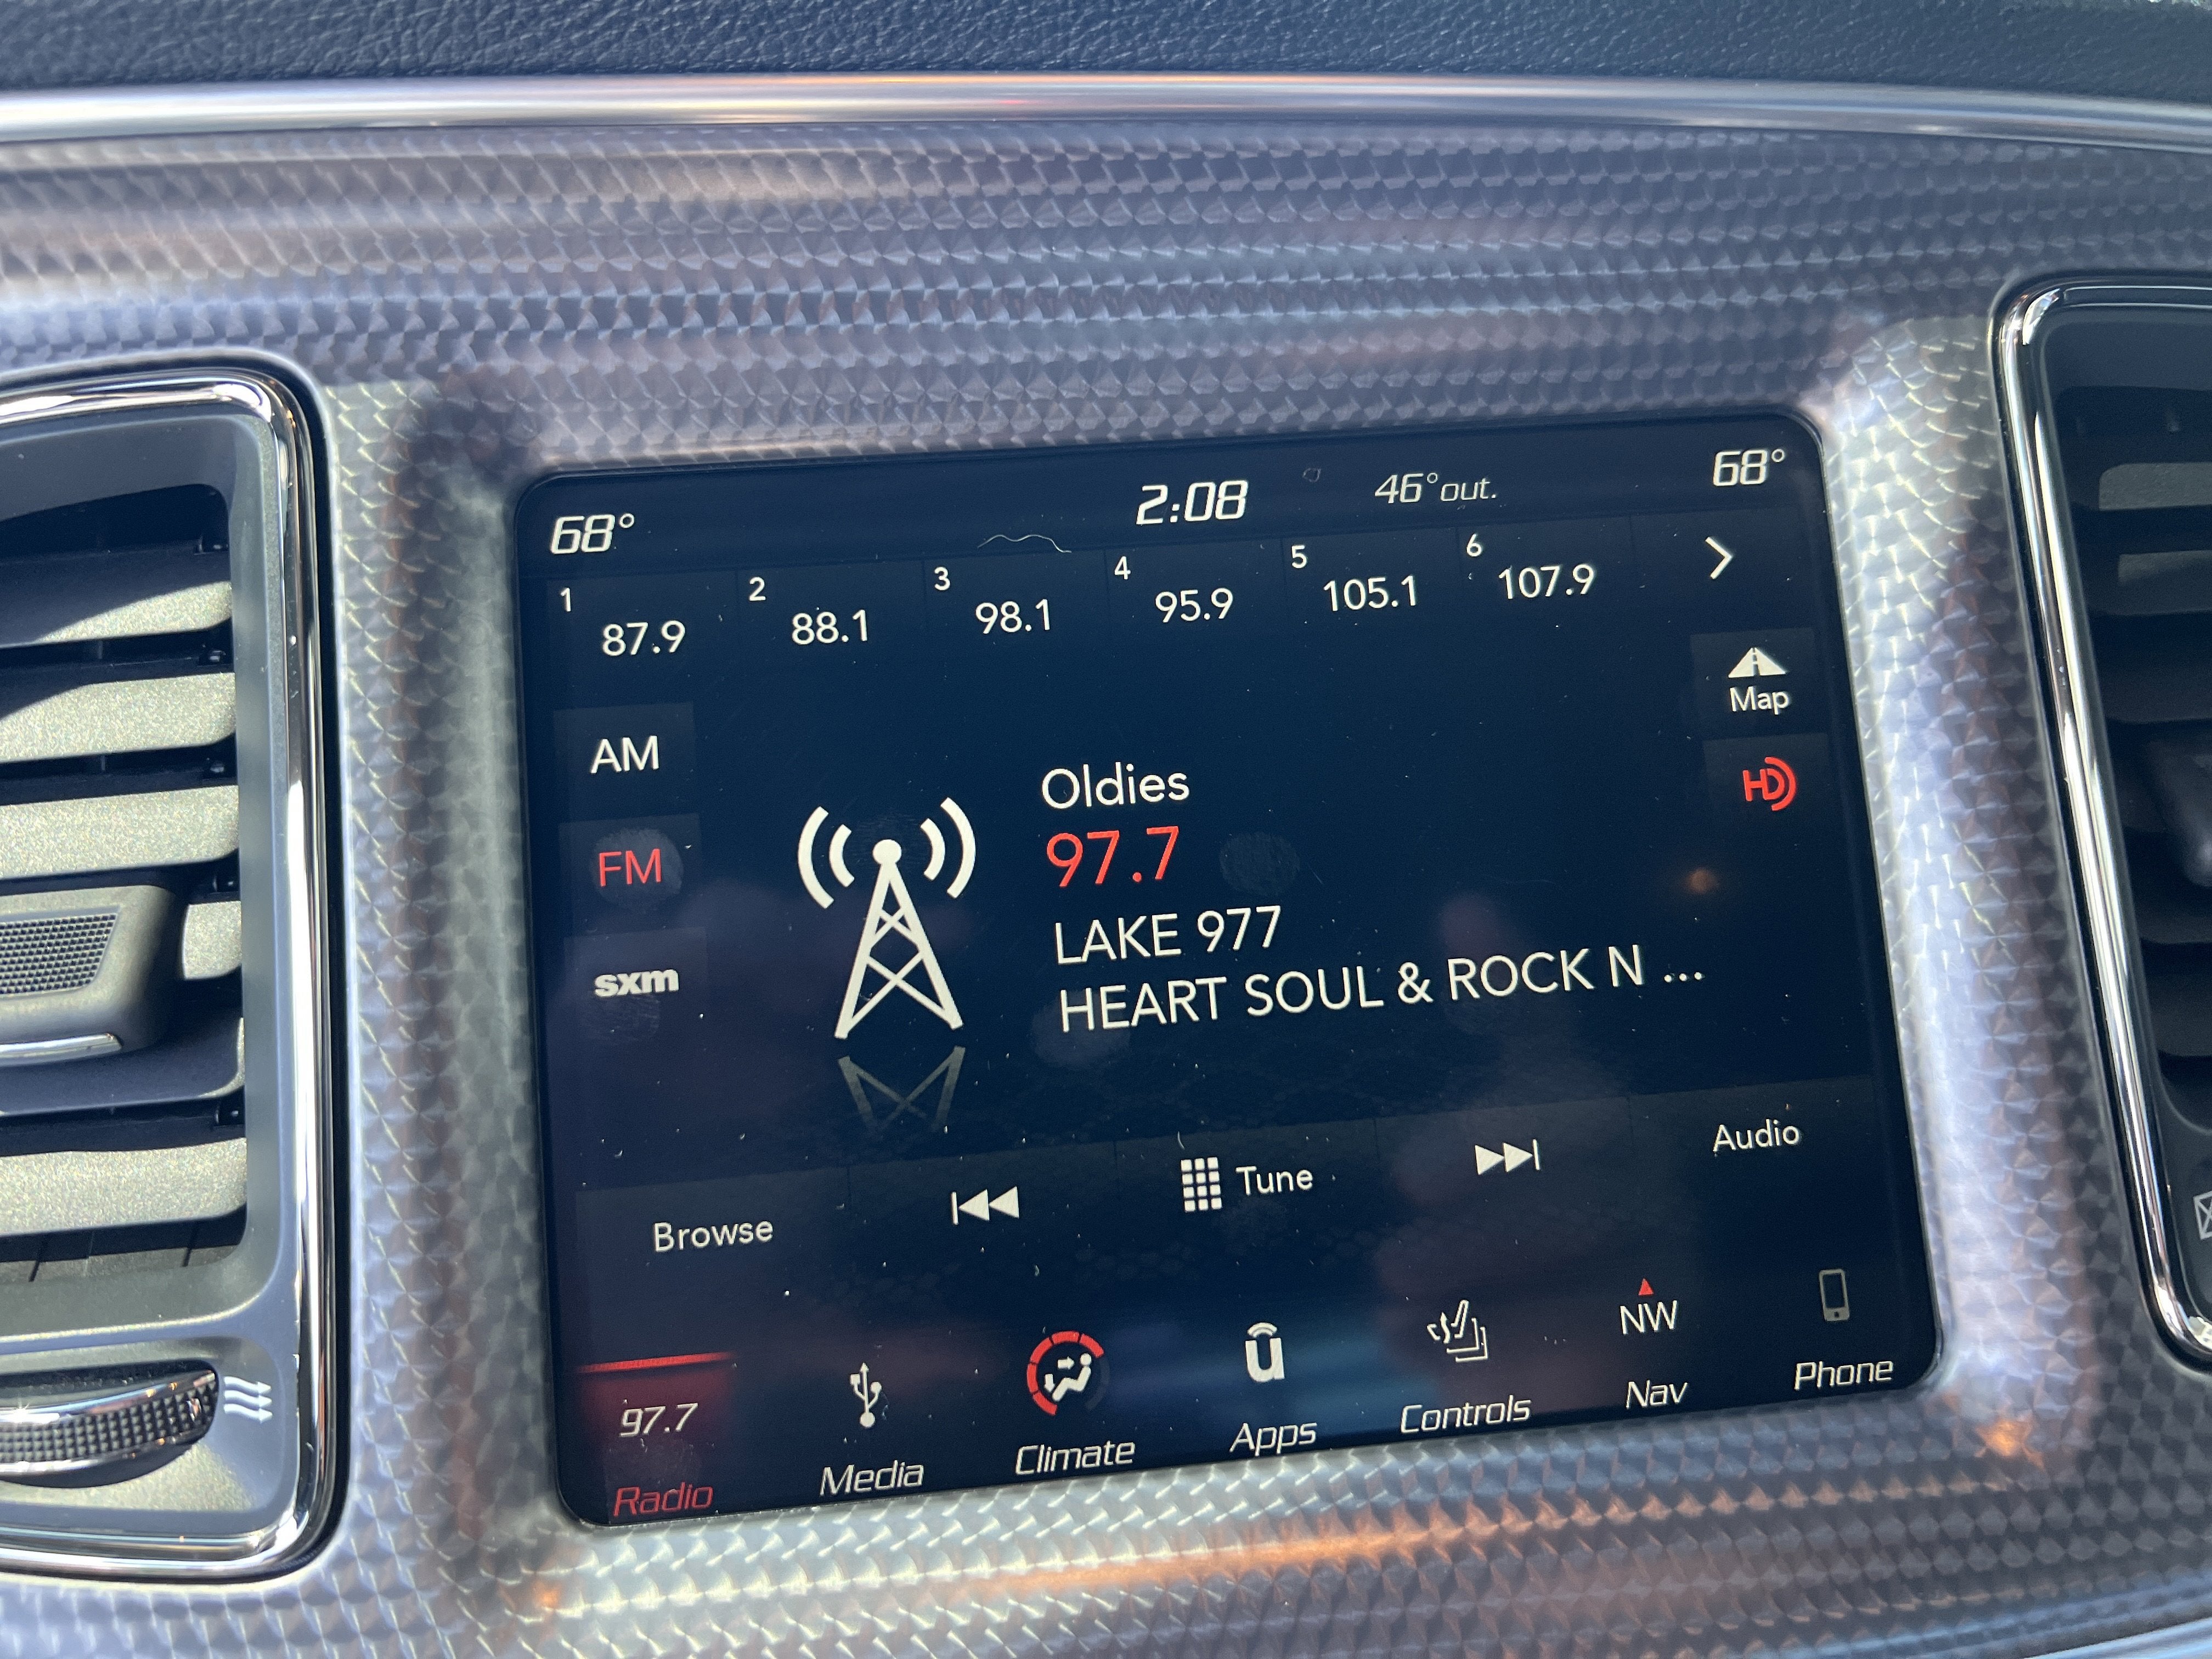 68° 2:08 46° out. 68°
1 87.9 2 88.1 3 98.1 4 95.9 5 105.1 6 107.9
Map
AM
HD
Oldies
FM 97.7
LAKE 977
sxm HEART SOUL & ROCK N ...
Browse Tune Audio
97.7 NW
Radio Media Climate Apps Controls Nav Phone